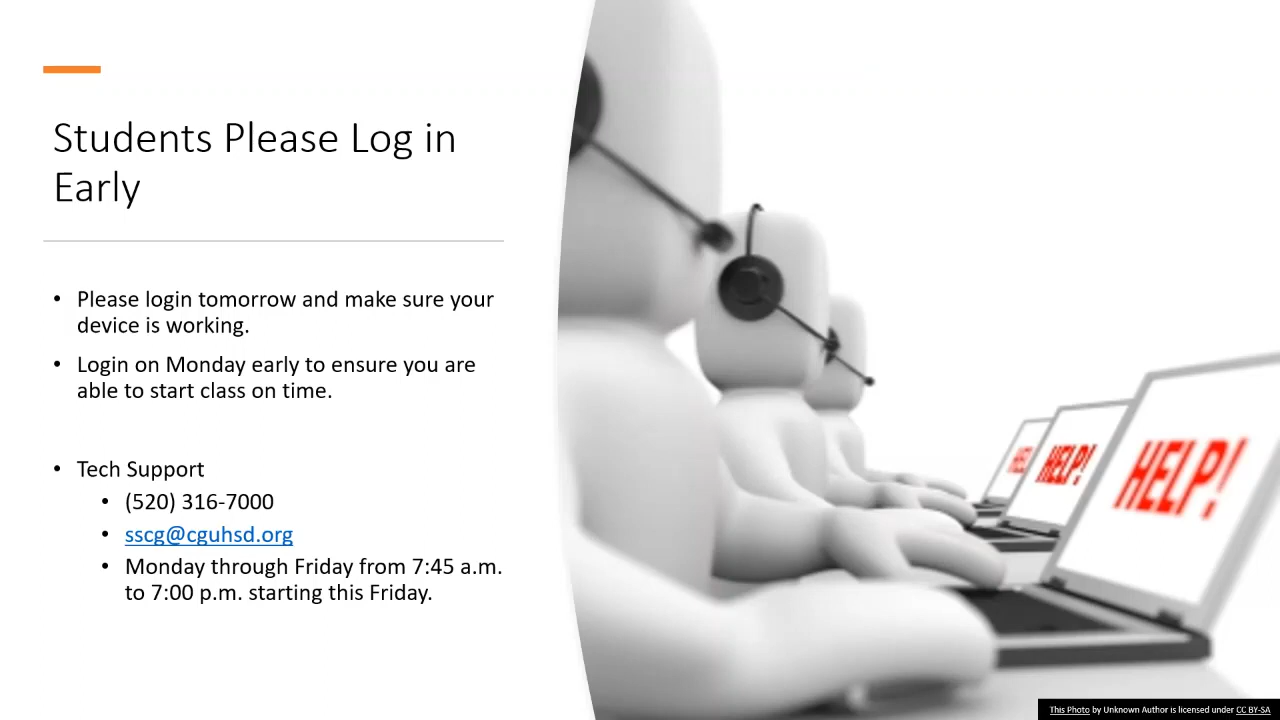 Students Please Log in
Early
• Please login tomorrow and make sure your
device is working.
• Login on Monday early to ensure you are
able to start class on time.
• Tech Support
• (520) 316-7000
• sscg@cguhsd.org
• Monday through Friday from 7:45 a.m.
to 7:00 p.m. starting this Friday.
HELP!
HELP!
HELP!
This Photo by Unknown Author is licensed under CC BY-SA